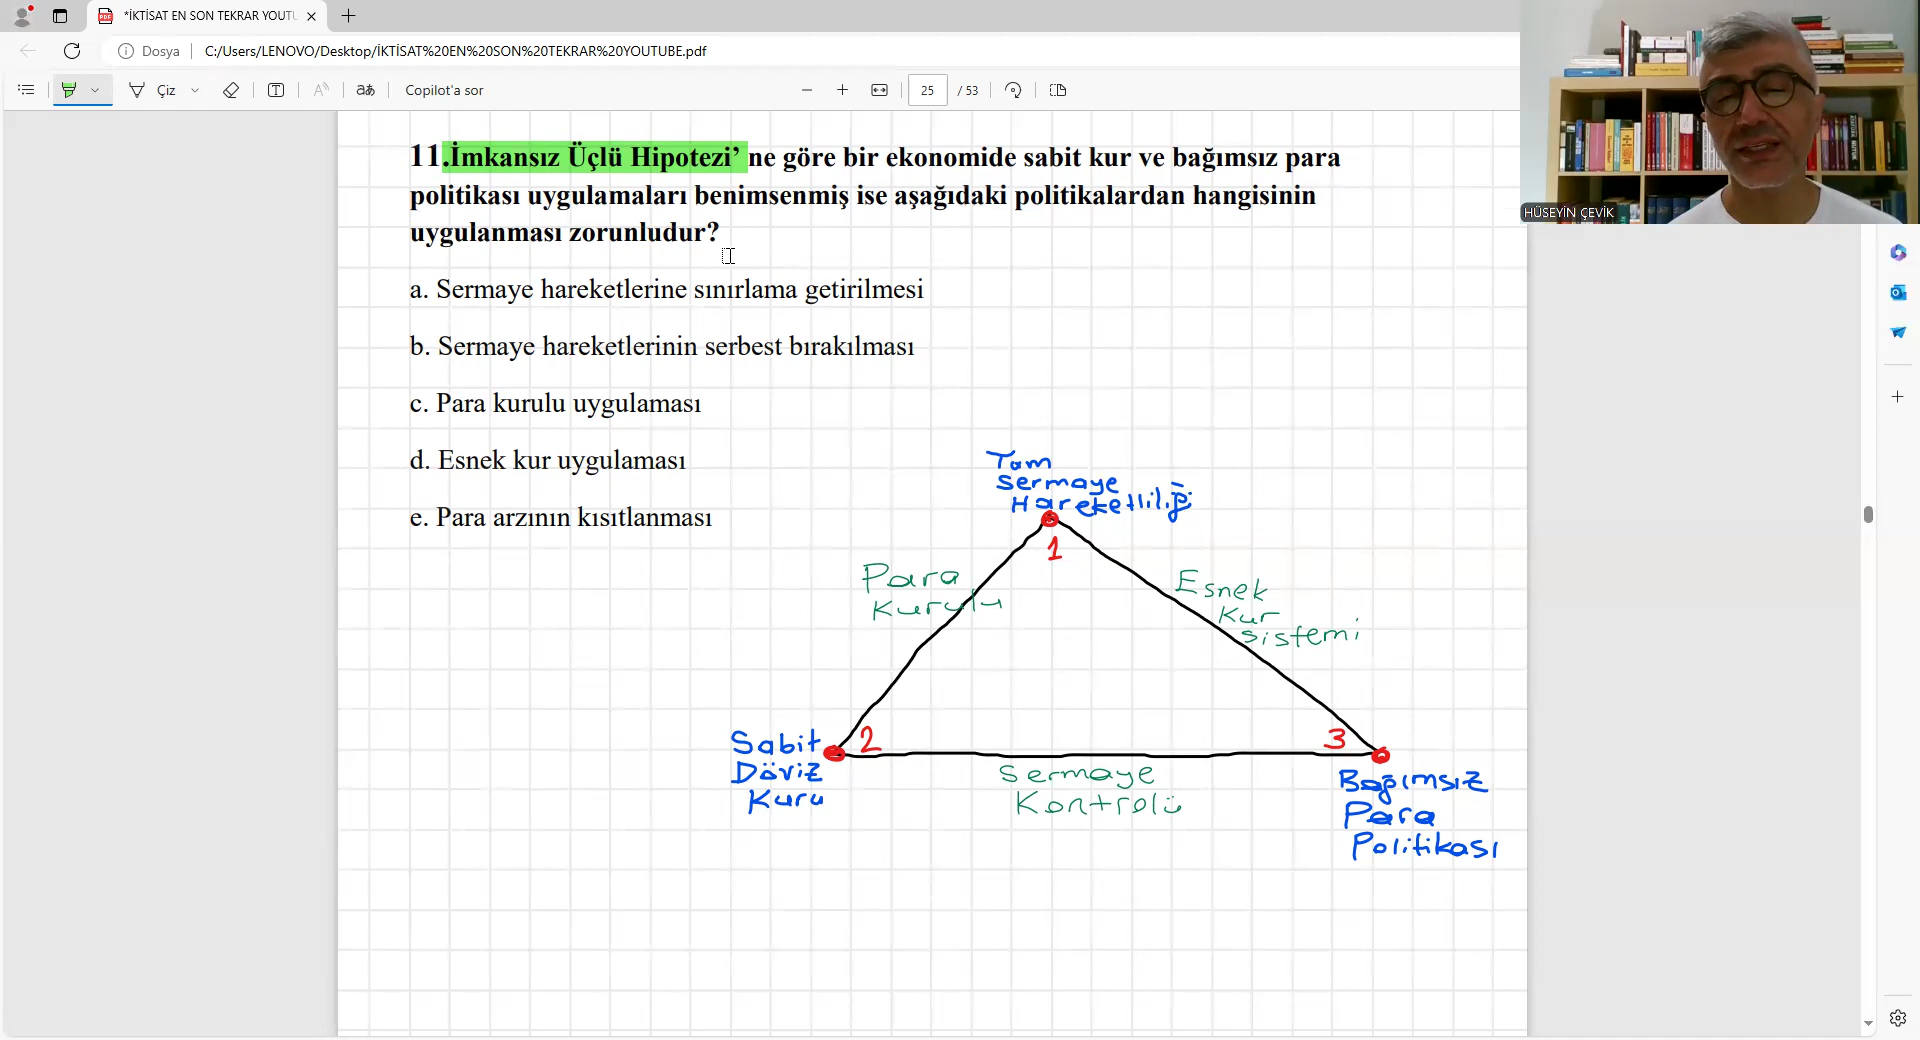 *İKTİSAT EN SON TEKRAR YOUTU
Dosya
C:/Users/LENOVO/Desktop/İKTİSAT%20EN%20SON%20TEKRAR%20YOUTUBE.pdf
Çiz
aあ
Copilot'a sor
25 / 53
11.İmkansız Üçlü Hipotezi’ ne göre bir ekonomide sabit kur ve bağımsız para
politikası uygulamaları benimsenmiş ise aşağıdaki politikalardan hangisinin
uygulanması zorunludur?
a. Sermaye hareketlerine sınırlama getirilmesi
b. Sermaye hareketlerinin serbest bırakılması
c. Para kurulu uygulaması
d. Esnek kur uygulaması
e. Para arzının kısıtlanması
Tam
Sermaye
Hareketliliği
1
Para
Kurulu
Esnek
Kur
Sistemi
Sabit
Döviz
Kuru
2
3
Sermaye
Kontrolü
Bağımsız
Para
Politikası
HÜSEYİN ÇEVİK